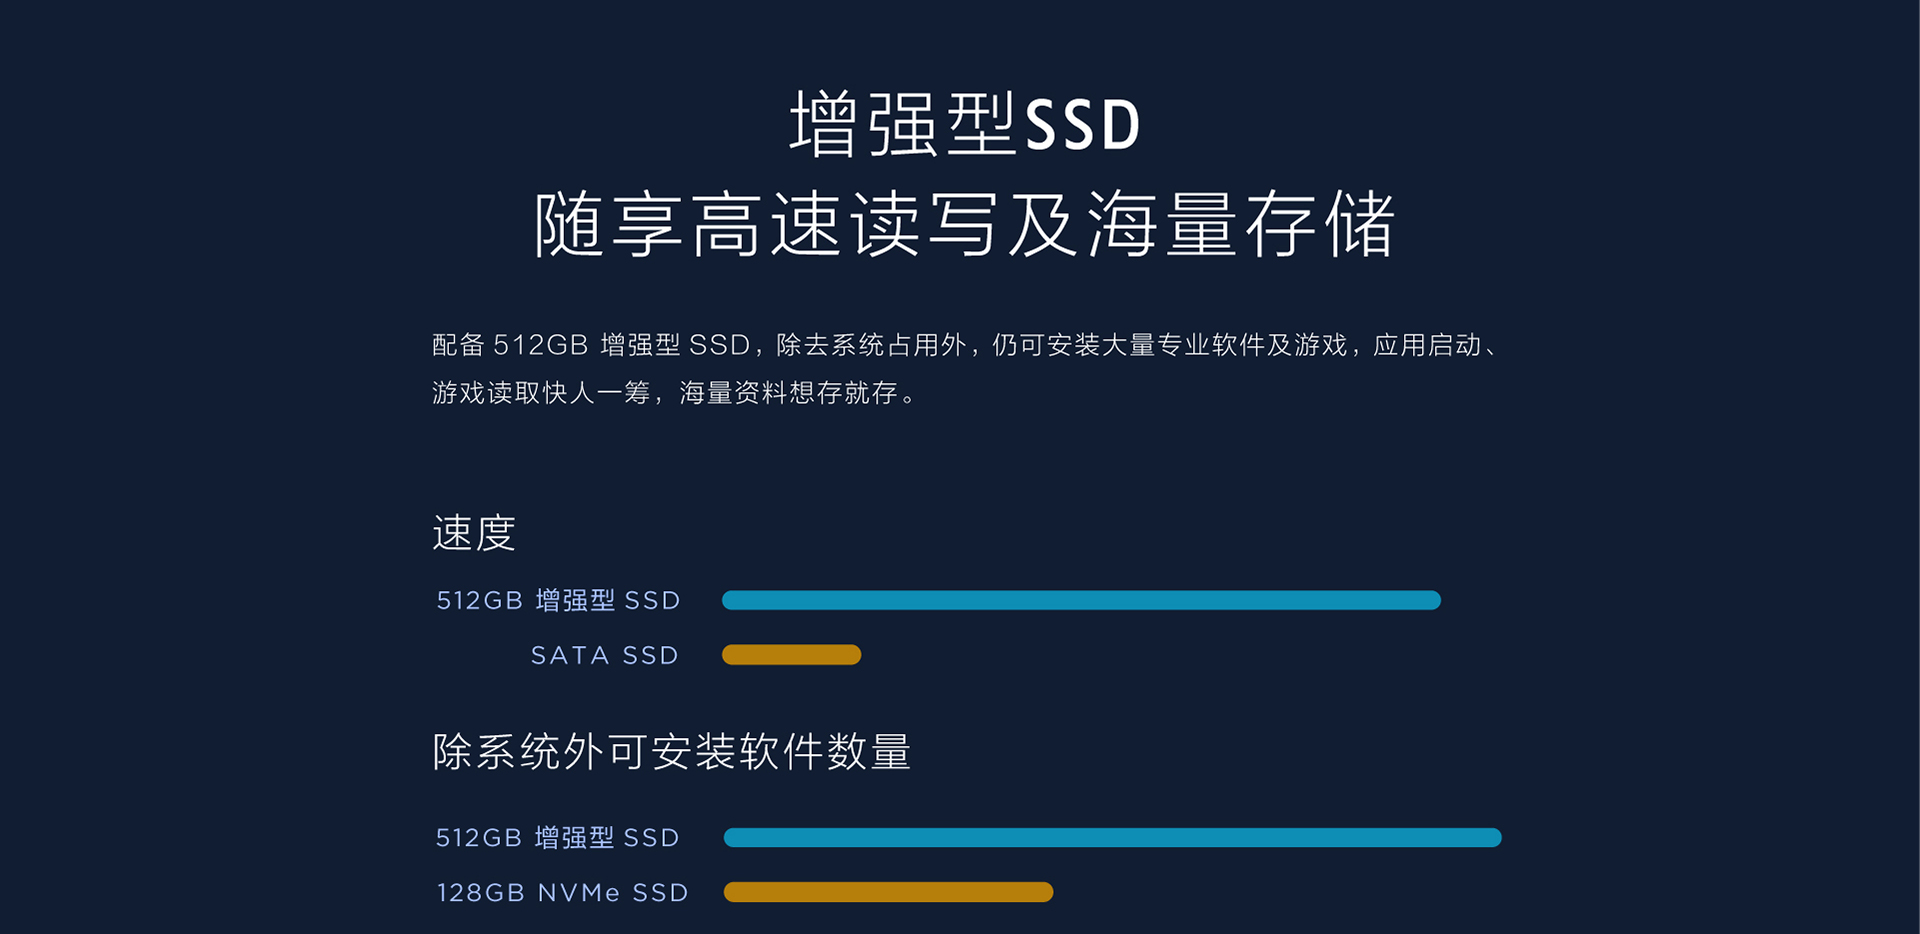 增强型SSD
随享高速读写及海量存储
配备 512GB 增强型 SSD，除去系统占用外，仍可安装大量专业软件及游戏，应用启动、
游戏读取快人一筹，海量资料想存就存。
速度
512GB 增强型 SSD
SATA SSD
除系统外可安装软件数量
512GB 增强型 SSD
128GB NVMe SSD